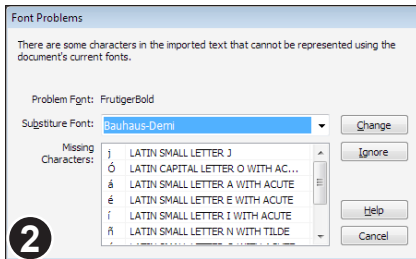 Font Problems
There are some characters in the imported text that cannot be represented using the
document's current fonts.
Problem Font: FrutigerBold
Substiture Font: Bauhaus-Demi
Change
Missing
Characters:
j LATIN SMALL LETTER J
Ignore
Ó LATIN CAPITAL LETTER O WITH AC...
á LATIN SMALL LETTER A WITH ACUTE
é LATIN SMALL LETTER E WITH ACUTE
í LATIN SMALL LETTER I WITH ACUTE
Help
ñ LATIN SMALL LETTER N WITH TILDE
Cancel
2